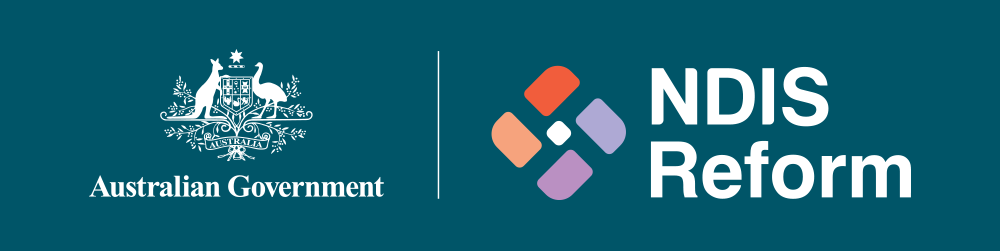 AUSTRALIA
Australian Government
NDIS
Reform